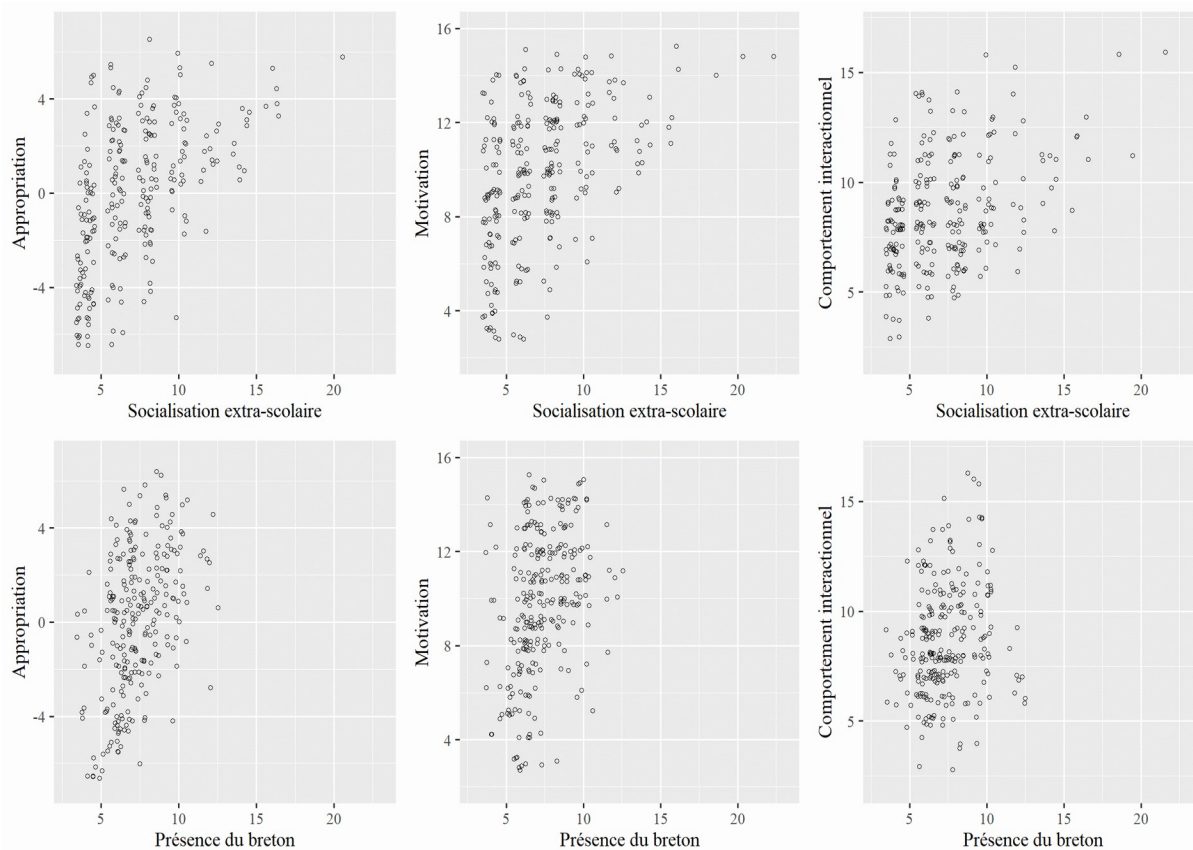 Appropriation
4
0
-4
5 10 15 20
Socialisation extra-scolaire
Motivation
16
12
8
4
5 10 15 20
Socialisation extra-scolaire
Comportement interactionnel
15
10
5
5 10 15 20
Socialisation extra-scolaire
Appropriation
4
0
-4
5 10 15 20
Présence du breton
Motivation
16
12
8
4
5 10 15 20
Présence du breton
Comportement interactionnel
15
10
5
5 10 15 20
Présence du breton